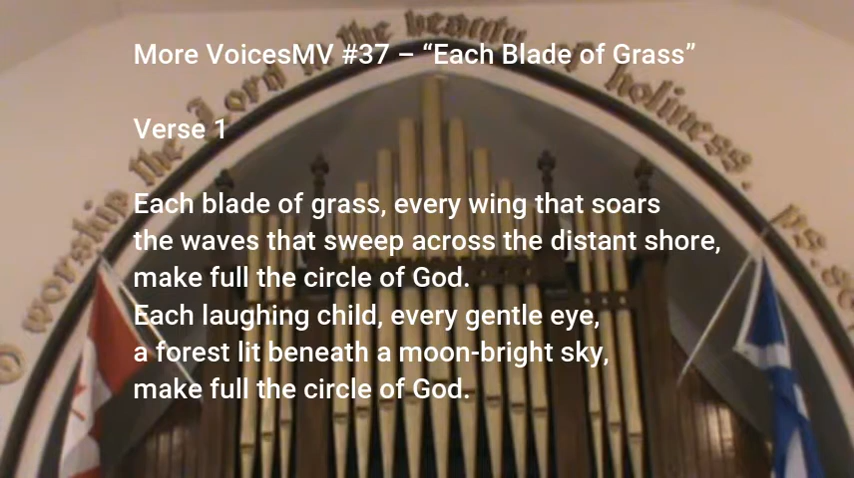 More VoicesMV #37 – “Each Blade of Grass”
Verse 1
Each blade of grass, every wing that soars
the waves that sweep across the distant shore,
make full the circle of God.
Each laughing child, every gentle eye,
a forest lit beneath a moon-bright sky,
make full the circle of God.
O worship the Lord in the beauty of holiness. Ps.